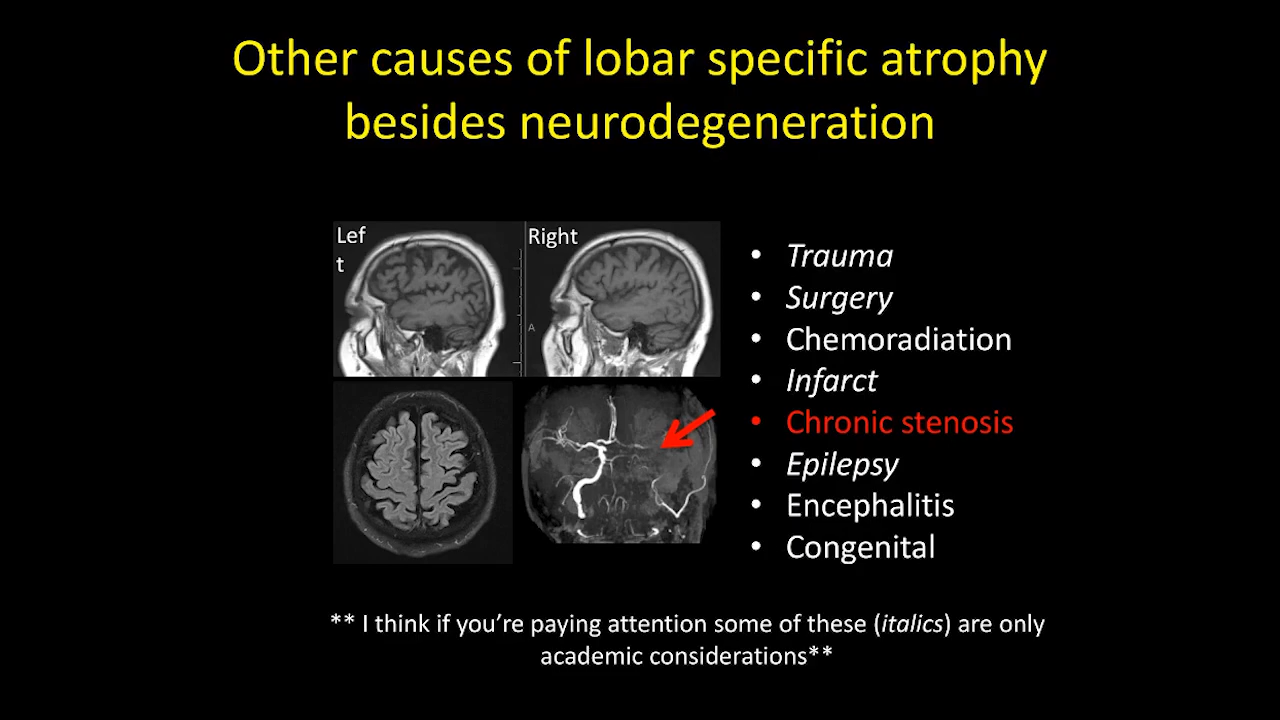 Other causes of lobar specific atrophy
besides neurodegeneration
Lef
t
Right
A
• Trauma
• Surgery
• Chemoradiation
• Infarct
• Chronic stenosis
• Epilepsy
• Encephalitis
• Congenital
** I think if you’re paying attention some of these (italics) are only
academic considerations**